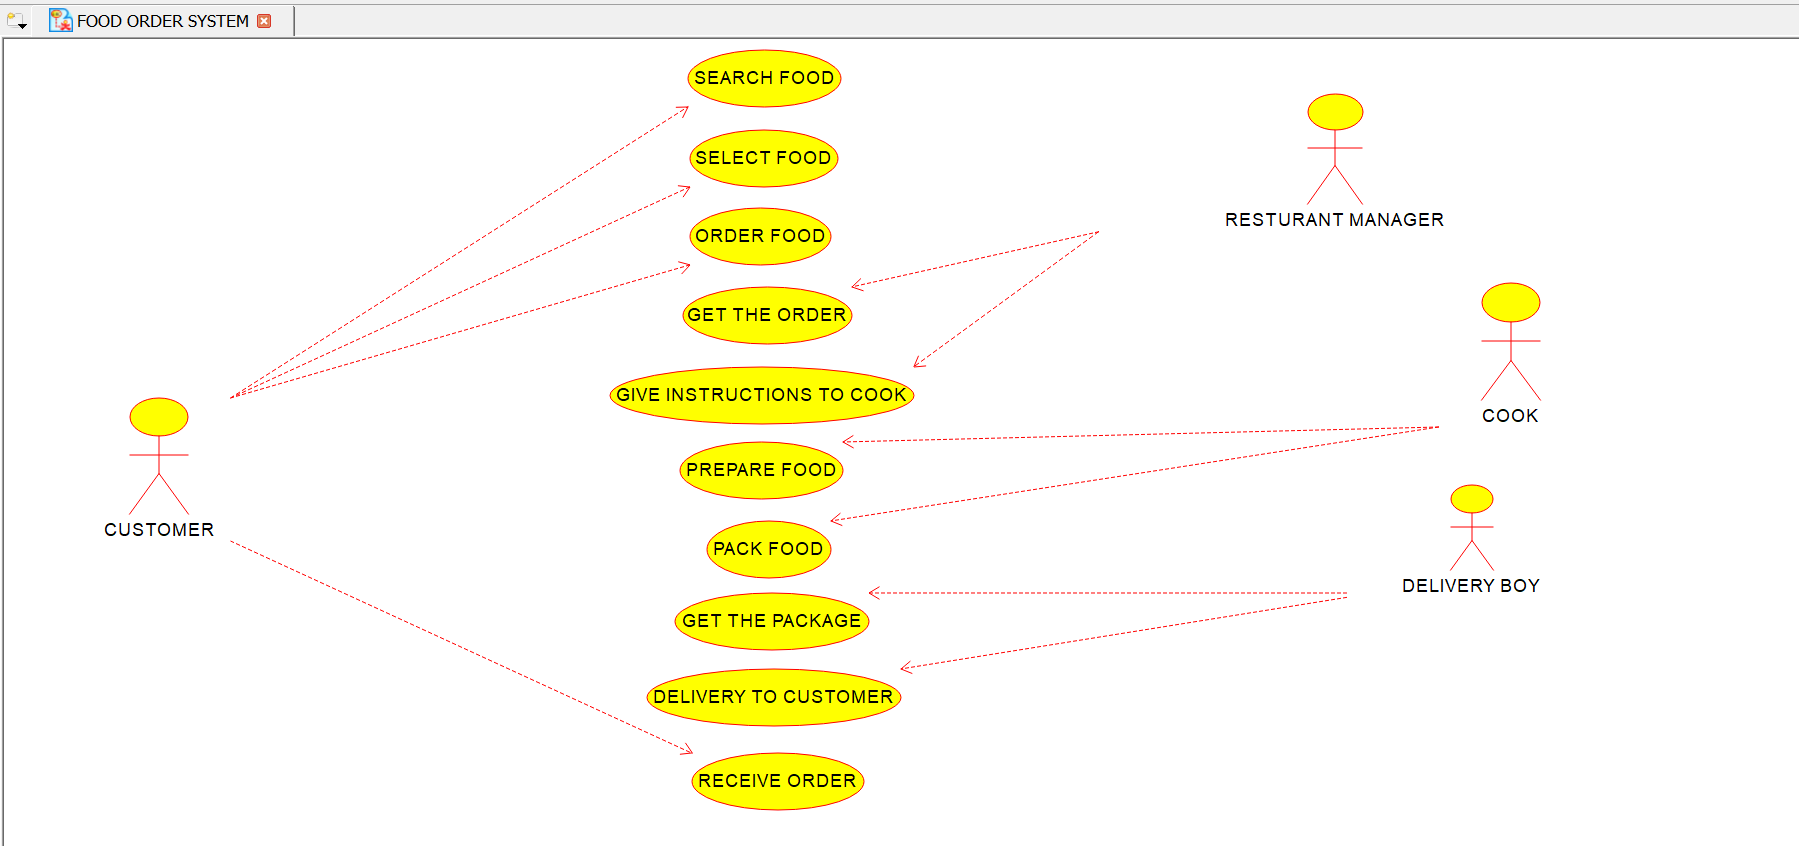 FOOD ORDER SYSTEM
SEARCH FOOD
SELECT FOOD
ORDER FOOD
GET THE ORDER
GIVE INSTRUCTIONS TO COOK
PREPARE FOOD
PACK FOOD
GET THE PACKAGE
DELIVERY TO CUSTOMER
RECEIVE ORDER
CUSTOMER
RESTURANT MANAGER
COOK
DELIVERY BOY